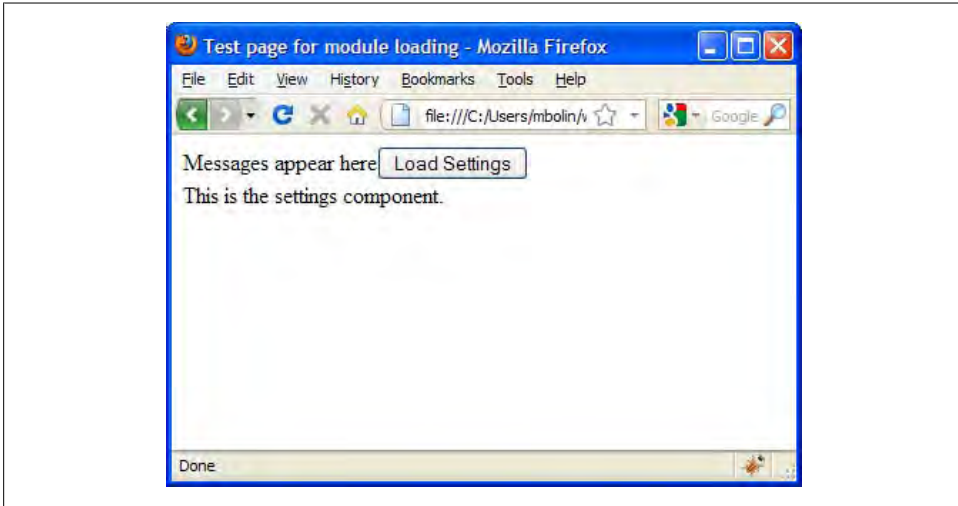 Test page for module loading - Mozilla Firefox
File Edit View History Bookmarks Tools Help
file:///C:/Users/mbolin/ Google
Messages appear here Load Settings
This is the settings component.
Done